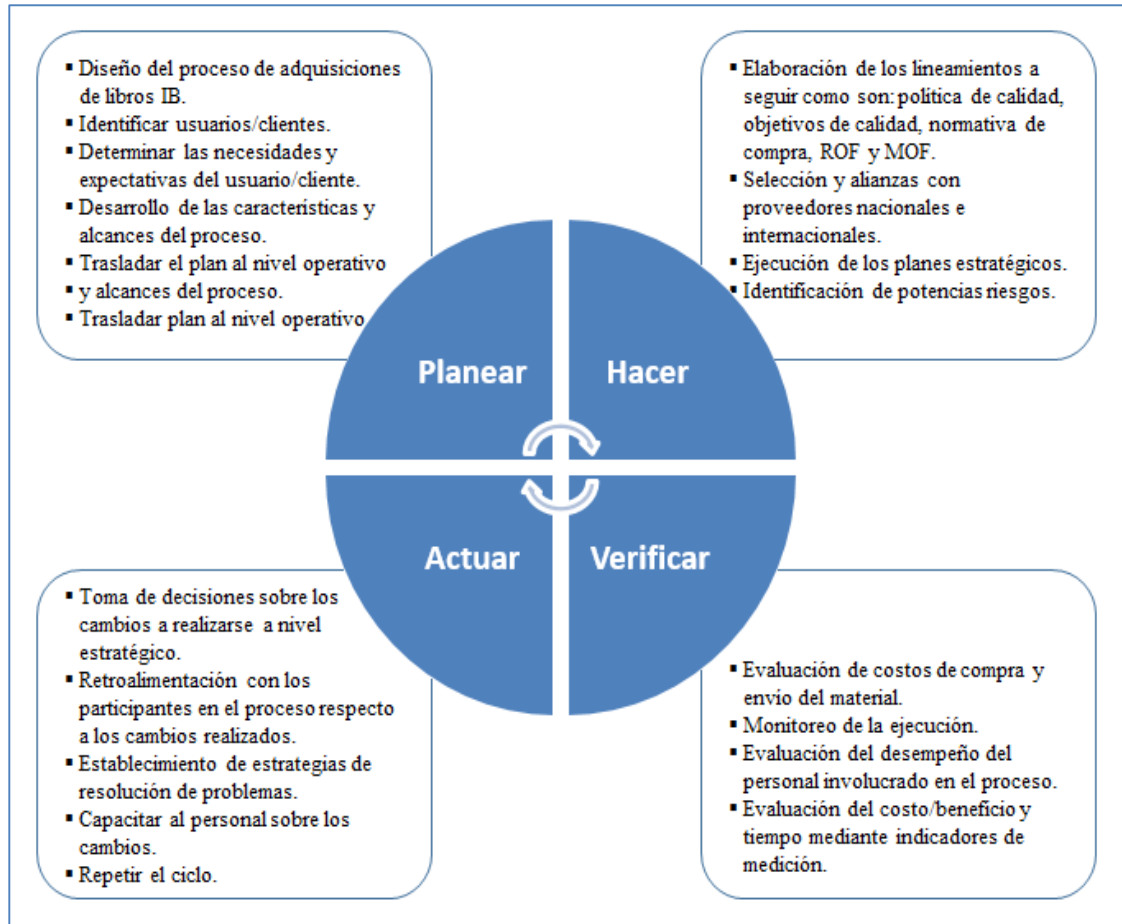 ▪ Diseño del proceso de adquisiciones
de libros IB.
▪ Identificar usuarios/clientes.
▪ Determinar las necesidades y
expectativas del usuario/cliente.
▪ Desarrollo de las características y
alcances del proceso.
▪ Trasladar el plan al nivel operativo
▪ y alcances del proceso.
▪ Trasladar plan al nivel operativo
▪ Elaboración de los lineamientos a
seguir como son: política de calidad,
objetivos de calidad, normativa de
compra, ROF y MOF.
▪ Selección y alianzas con
proveedores nacionales e
internacionales.
▪ Ejecución de los planes estratégicos.
▪ Identificación de potencias riesgos.
Planear
Hacer
Actuar
Verificar
▪ Toma de decisiones sobre los
cambios a realizarse a nivel
estratégico.
▪ Retroalimentación con los
participantes en el proceso respecto
a los cambios realizados.
▪ Establecimiento de estrategias de
resolución de problemas.
▪ Capacitar al personal sobre los
cambios.
▪ Repetir el ciclo.
▪ Evaluación de costos de compra y
envío del material.
▪ Monitoreo de la ejecución.
▪ Evaluación del desempeño del
personal involucrado en el proceso.
▪ Evaluación del costo/beneficio y
tiempo mediante indicadores de
medición.